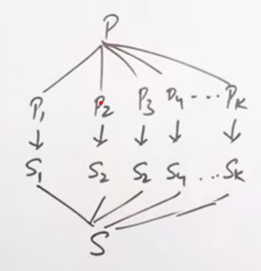 P
P₁ P₂ P₃ P₄ ... Pₖ
S₁ S₂ S₂ S₄ ... Sₖ
S